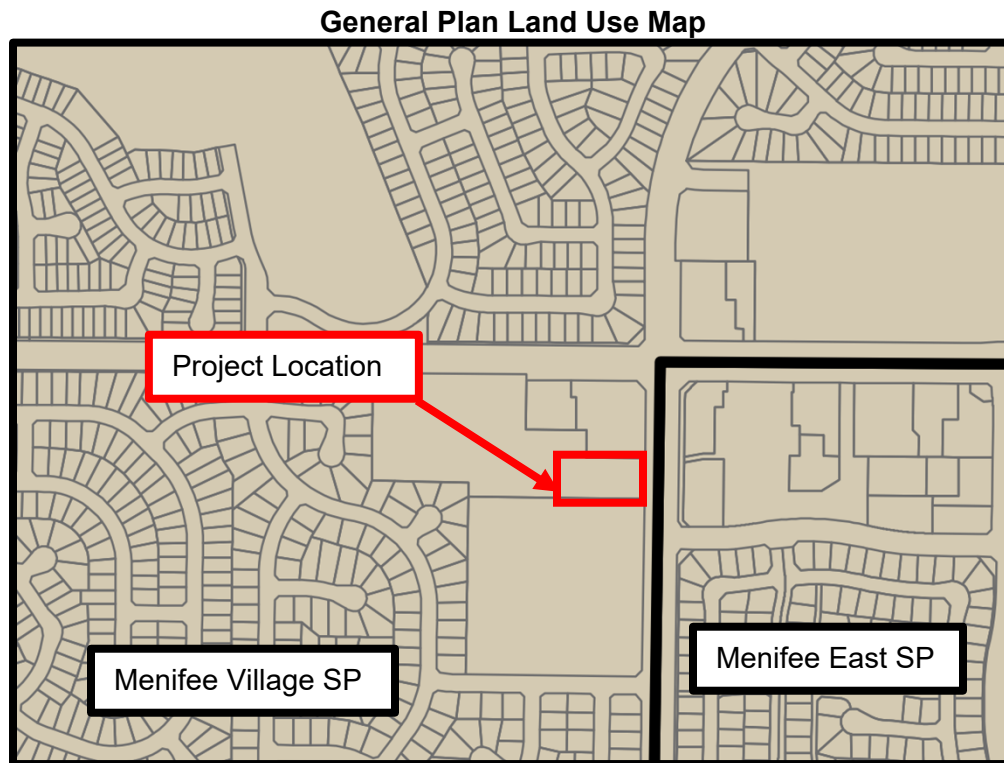 General Plan Land Use Map
Project Location
Menifee Village SP
Menifee East SP